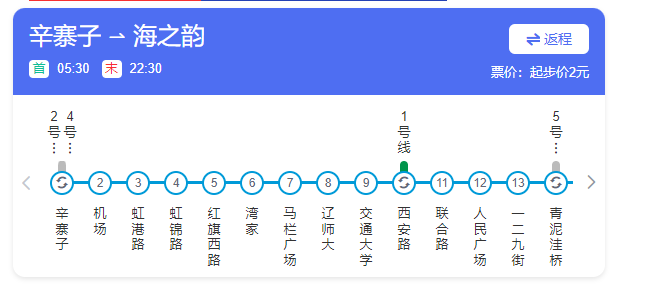 辛寨子 ⇀ 海之韵
返程
首 05:30 末 22:30
票价：起步价2元
2号…
4号…
1号线
5号…
2 3 4 5 6 7 8 9 11 12 13
辛寨子
机场
虹港路
虹锦路
红旗西路
湾家
马栏广场
辽师大
交通大学
西安路
联合路
人民广场
一二九街
青泥洼桥